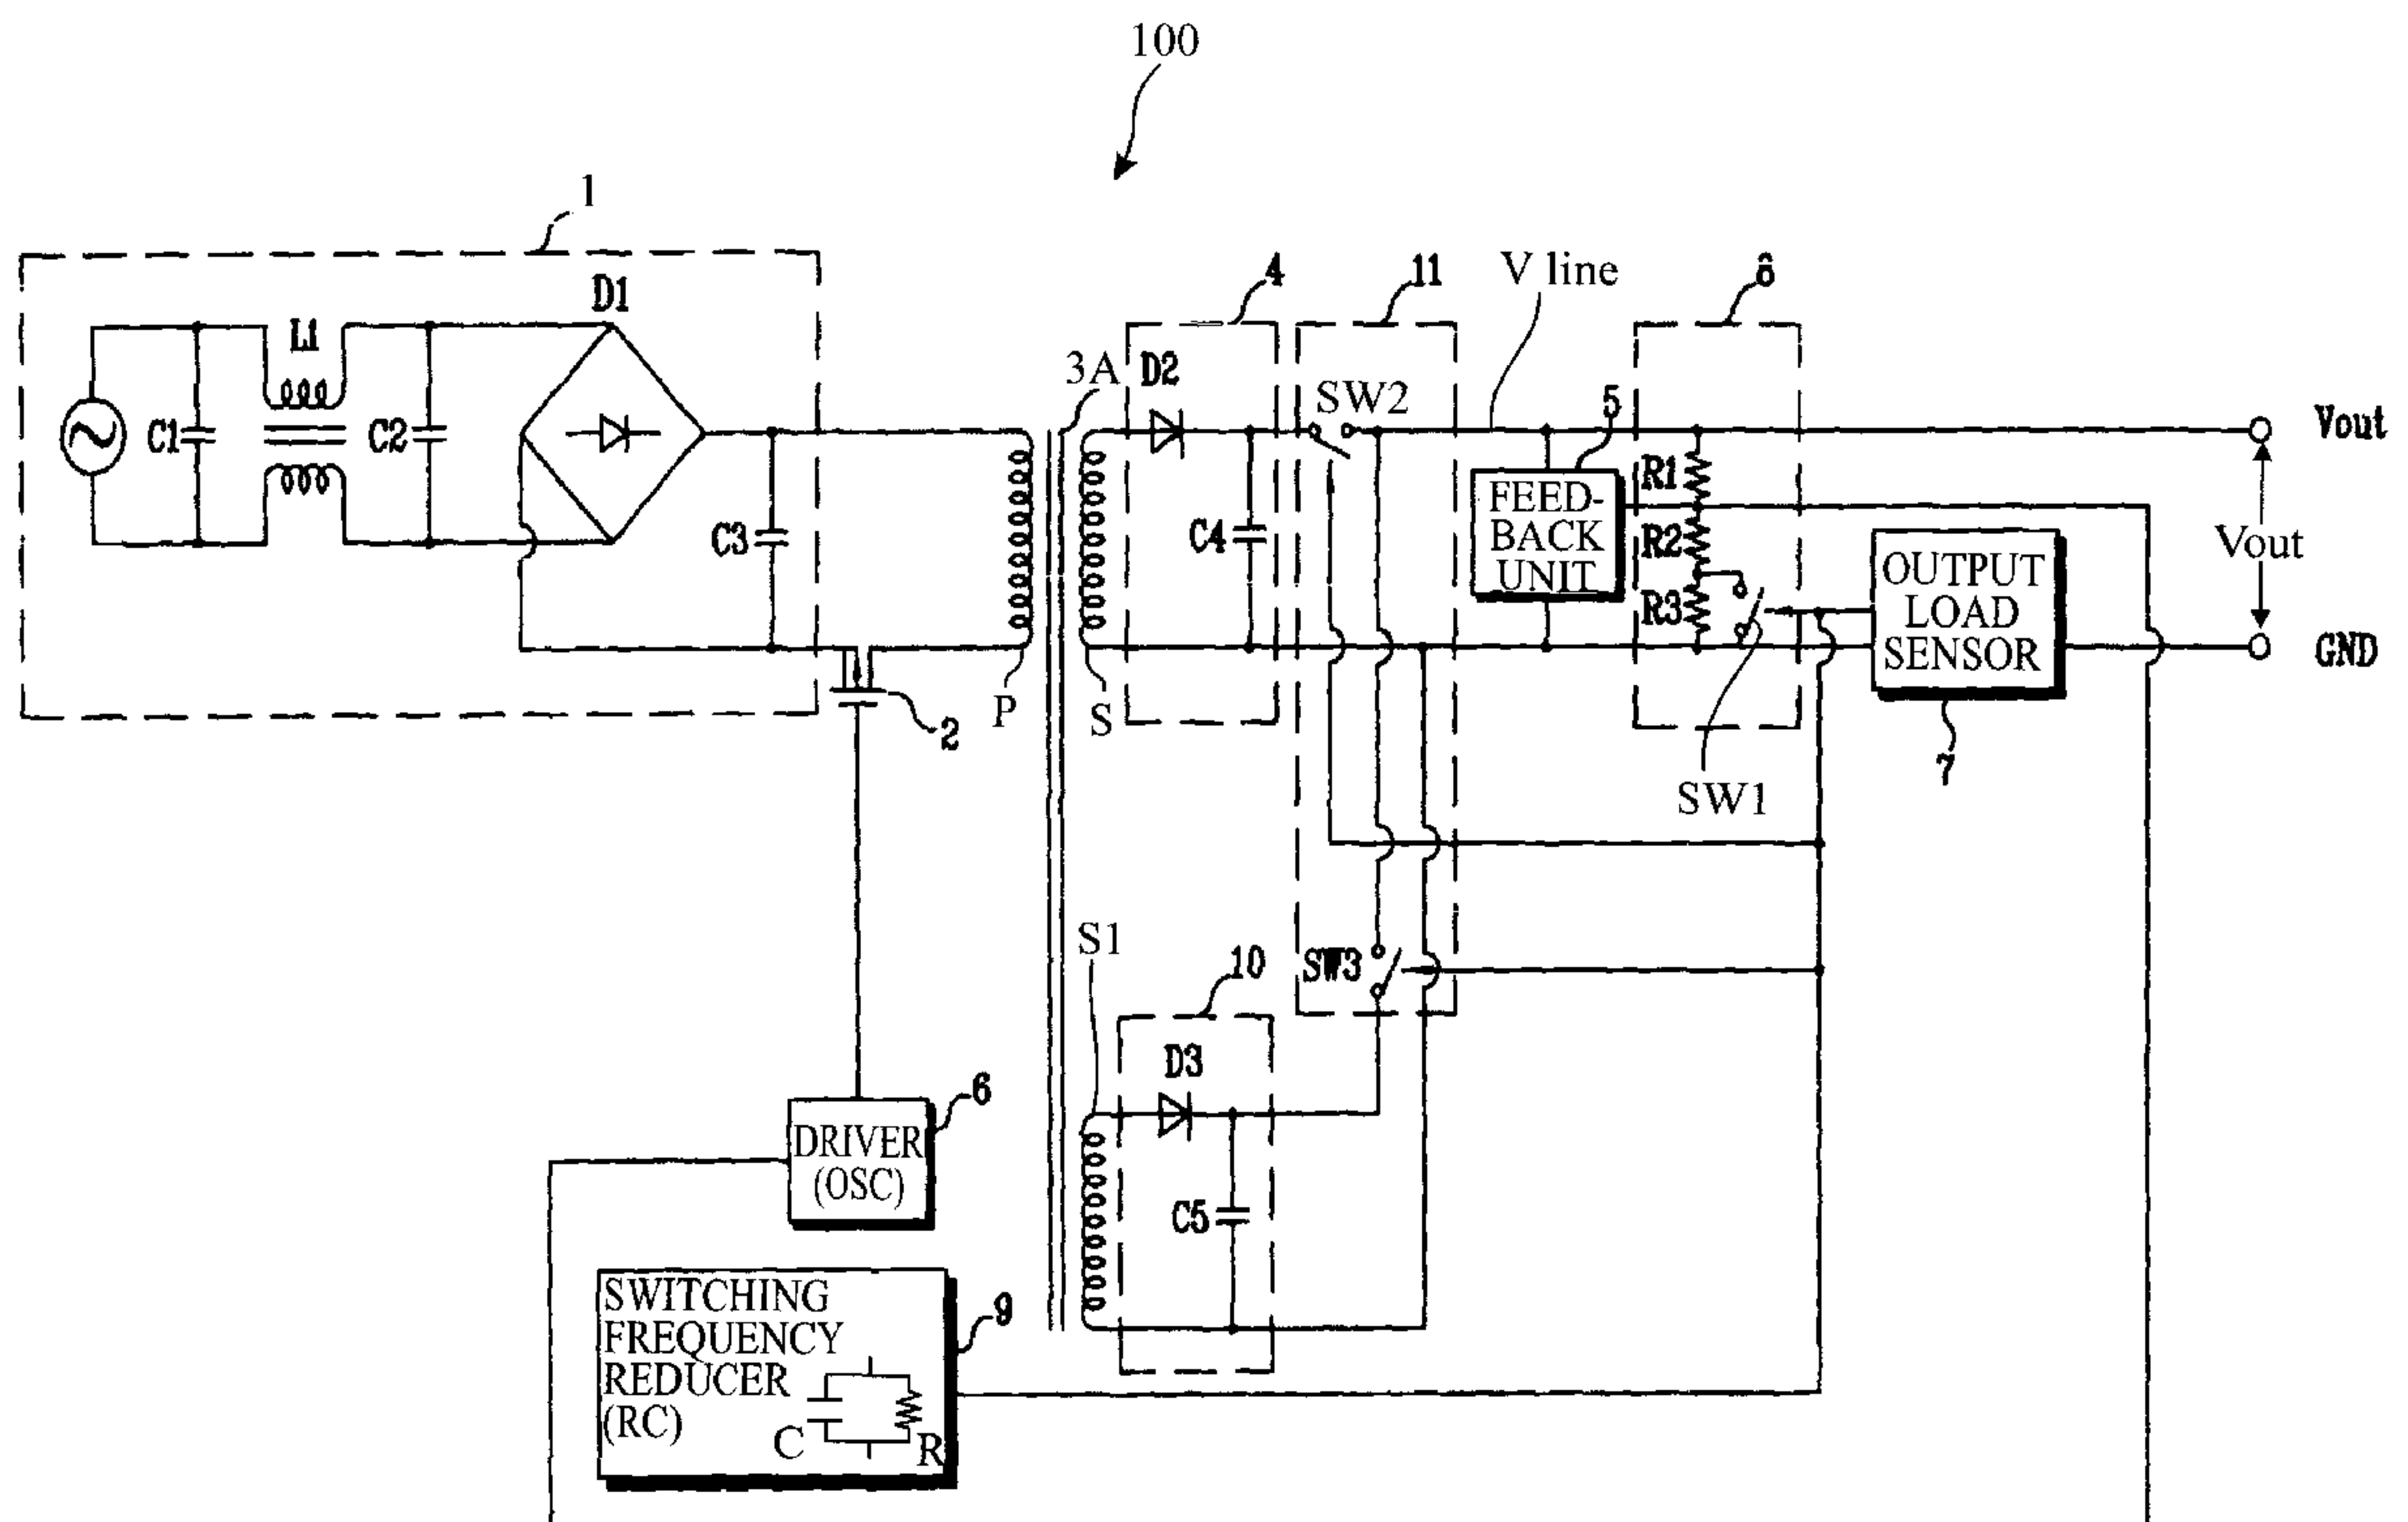 100
1
D1
L1
C1
C2
C3
2
P
3A
S
4
D2
C4
11
SW2
V line
5
FEED-
BACK
UNIT
8
R1
R2
R3
SW1
OUTPUT
LOAD
SENSOR
7
Vout
Vout
GND
SW3
S1
10
D3
C5
6
DRIVER
(OSC)
SWITCHING
FREQUENCY
REDUCER
(RC)
C
R
9